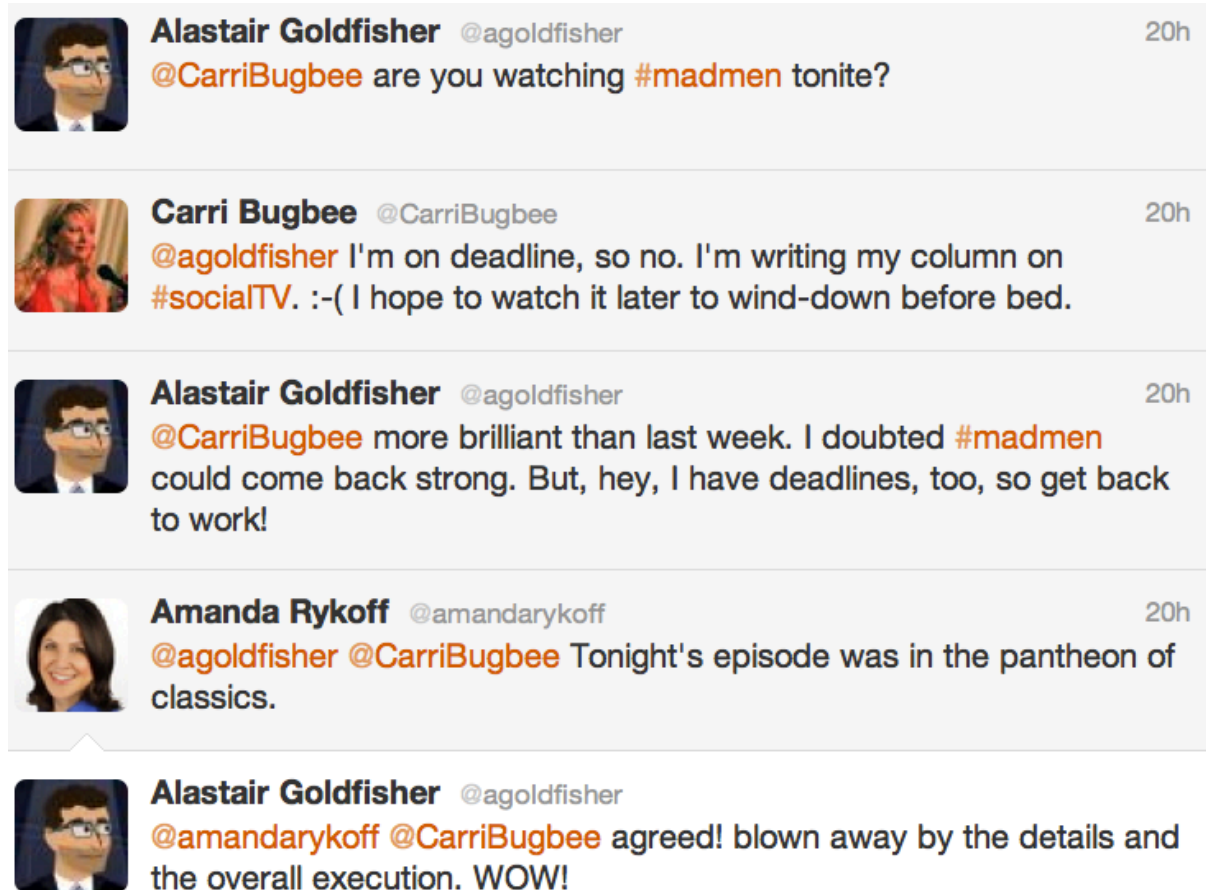 Alastair Goldfisher @agoldfisher 20h
@CarriBugbee are you watching #madmen tonite?
Carri Bugbee @CarriBugbee 20h
@agoldfisher I'm on deadline, so no. I'm writing my column on
#socialTV. :-( I hope to watch it later to wind-down before bed.
Alastair Goldfisher @agoldfisher 20h
@CarriBugbee more brilliant than last week. I doubted #madmen
could come back strong. But, hey, I have deadlines, too, so get back
to work!
Amanda Rykoff @amandarykoff 20h
@agoldfisher @CarriBugbee Tonight's episode was in the pantheon of
classics.
Alastair Goldfisher @agoldfisher
@amandarykoff @CarriBugbee agreed! blown away by the details and
the overall execution. WOW!